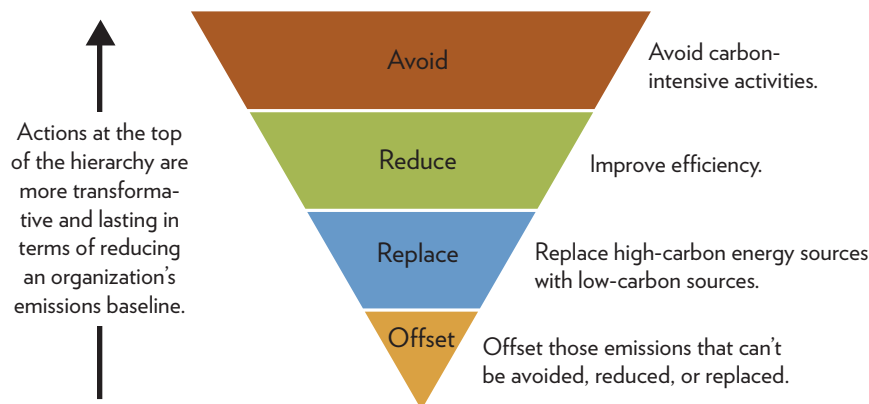 Avoid
Avoid carbon-
intensive activities.
Actions at the top
of the hierarchy are
more transforma-
tive and lasting in
terms of reducing
an organization’s
emissions baseline.
Reduce
Improve efficiency.
Replace
Replace high-carbon energy sources
with low-carbon sources.
Offset
Offset those emissions that can’t
be avoided, reduced, or replaced.